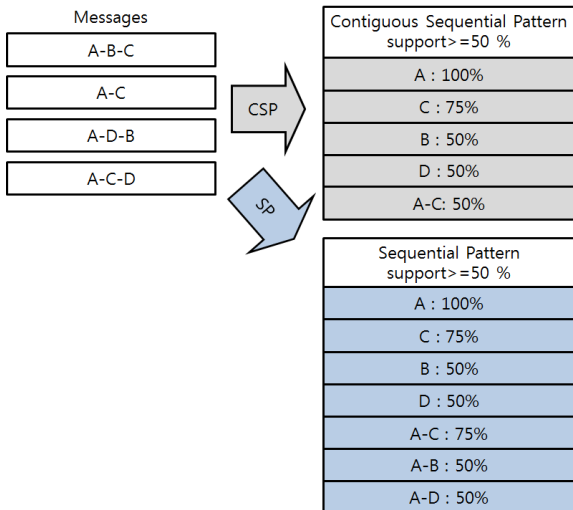 Messages
A-B-C
A-C
A-D-B
A-C-D
CSP
SP
Contiguous Sequential Pattern
support>=50 %
A : 100%
C : 75%
B : 50%
D : 50%
A-C: 50%
Sequential Pattern
support>=50 %
A : 100%
C : 75%
B : 50%
D : 50%
A-C : 75%
A-B : 50%
A-D : 50%